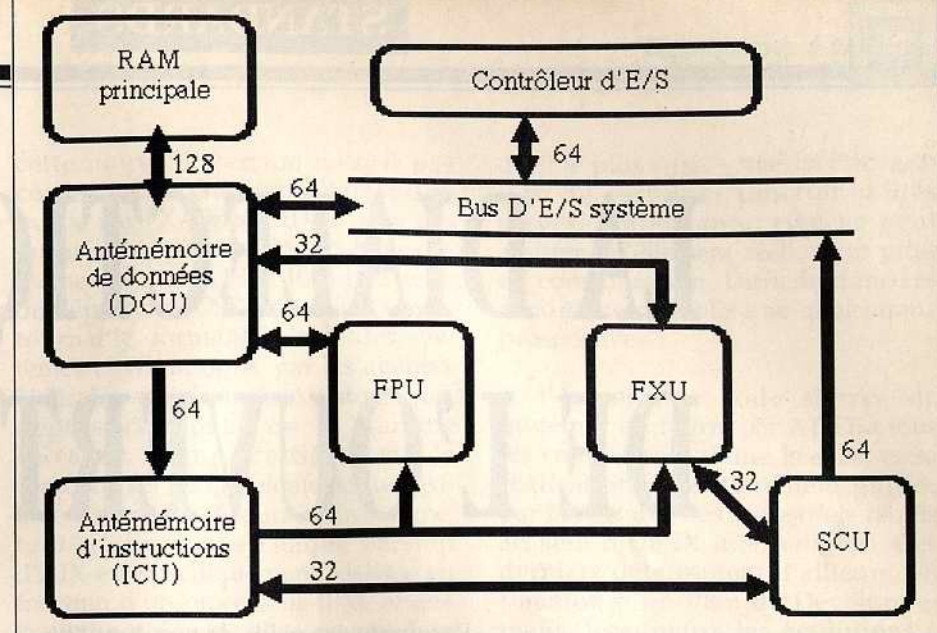 RAM
principale
Contrôleur d'E/S
128
64
64
Bus D'E/S système
Antémémoire
de données
(DCU)
32
64
FPU
FXU
64
64
32
Antémémoire
d'instructions
(ICU)
64
32
SCU